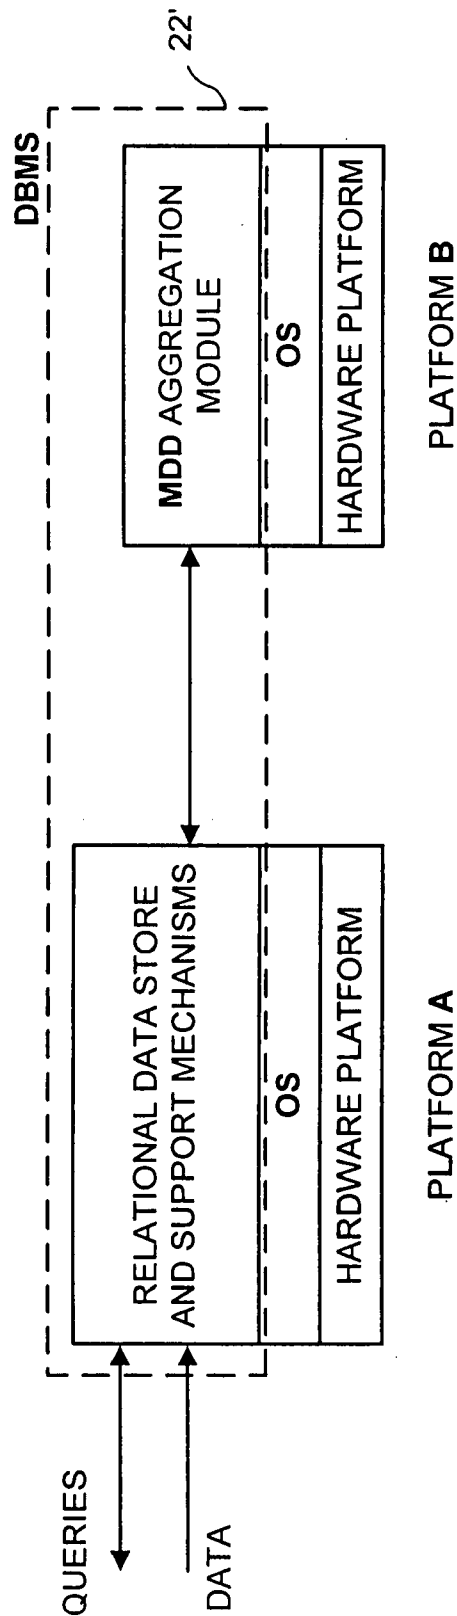 DBMS
22'
QUERIES
DATA
RELATIONAL DATA STORE
AND SUPPORT MECHANISMS
OS
HARDWARE PLATFORM
PLATFORM A
MDD AGGREGATION
MODULE
OS
HARDWARE PLATFORM
PLATFORM B